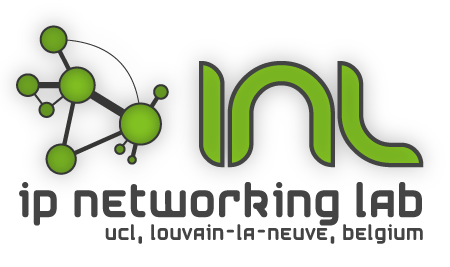 INL
ip networking lab
ucl, louvain-la-neuve, belgium